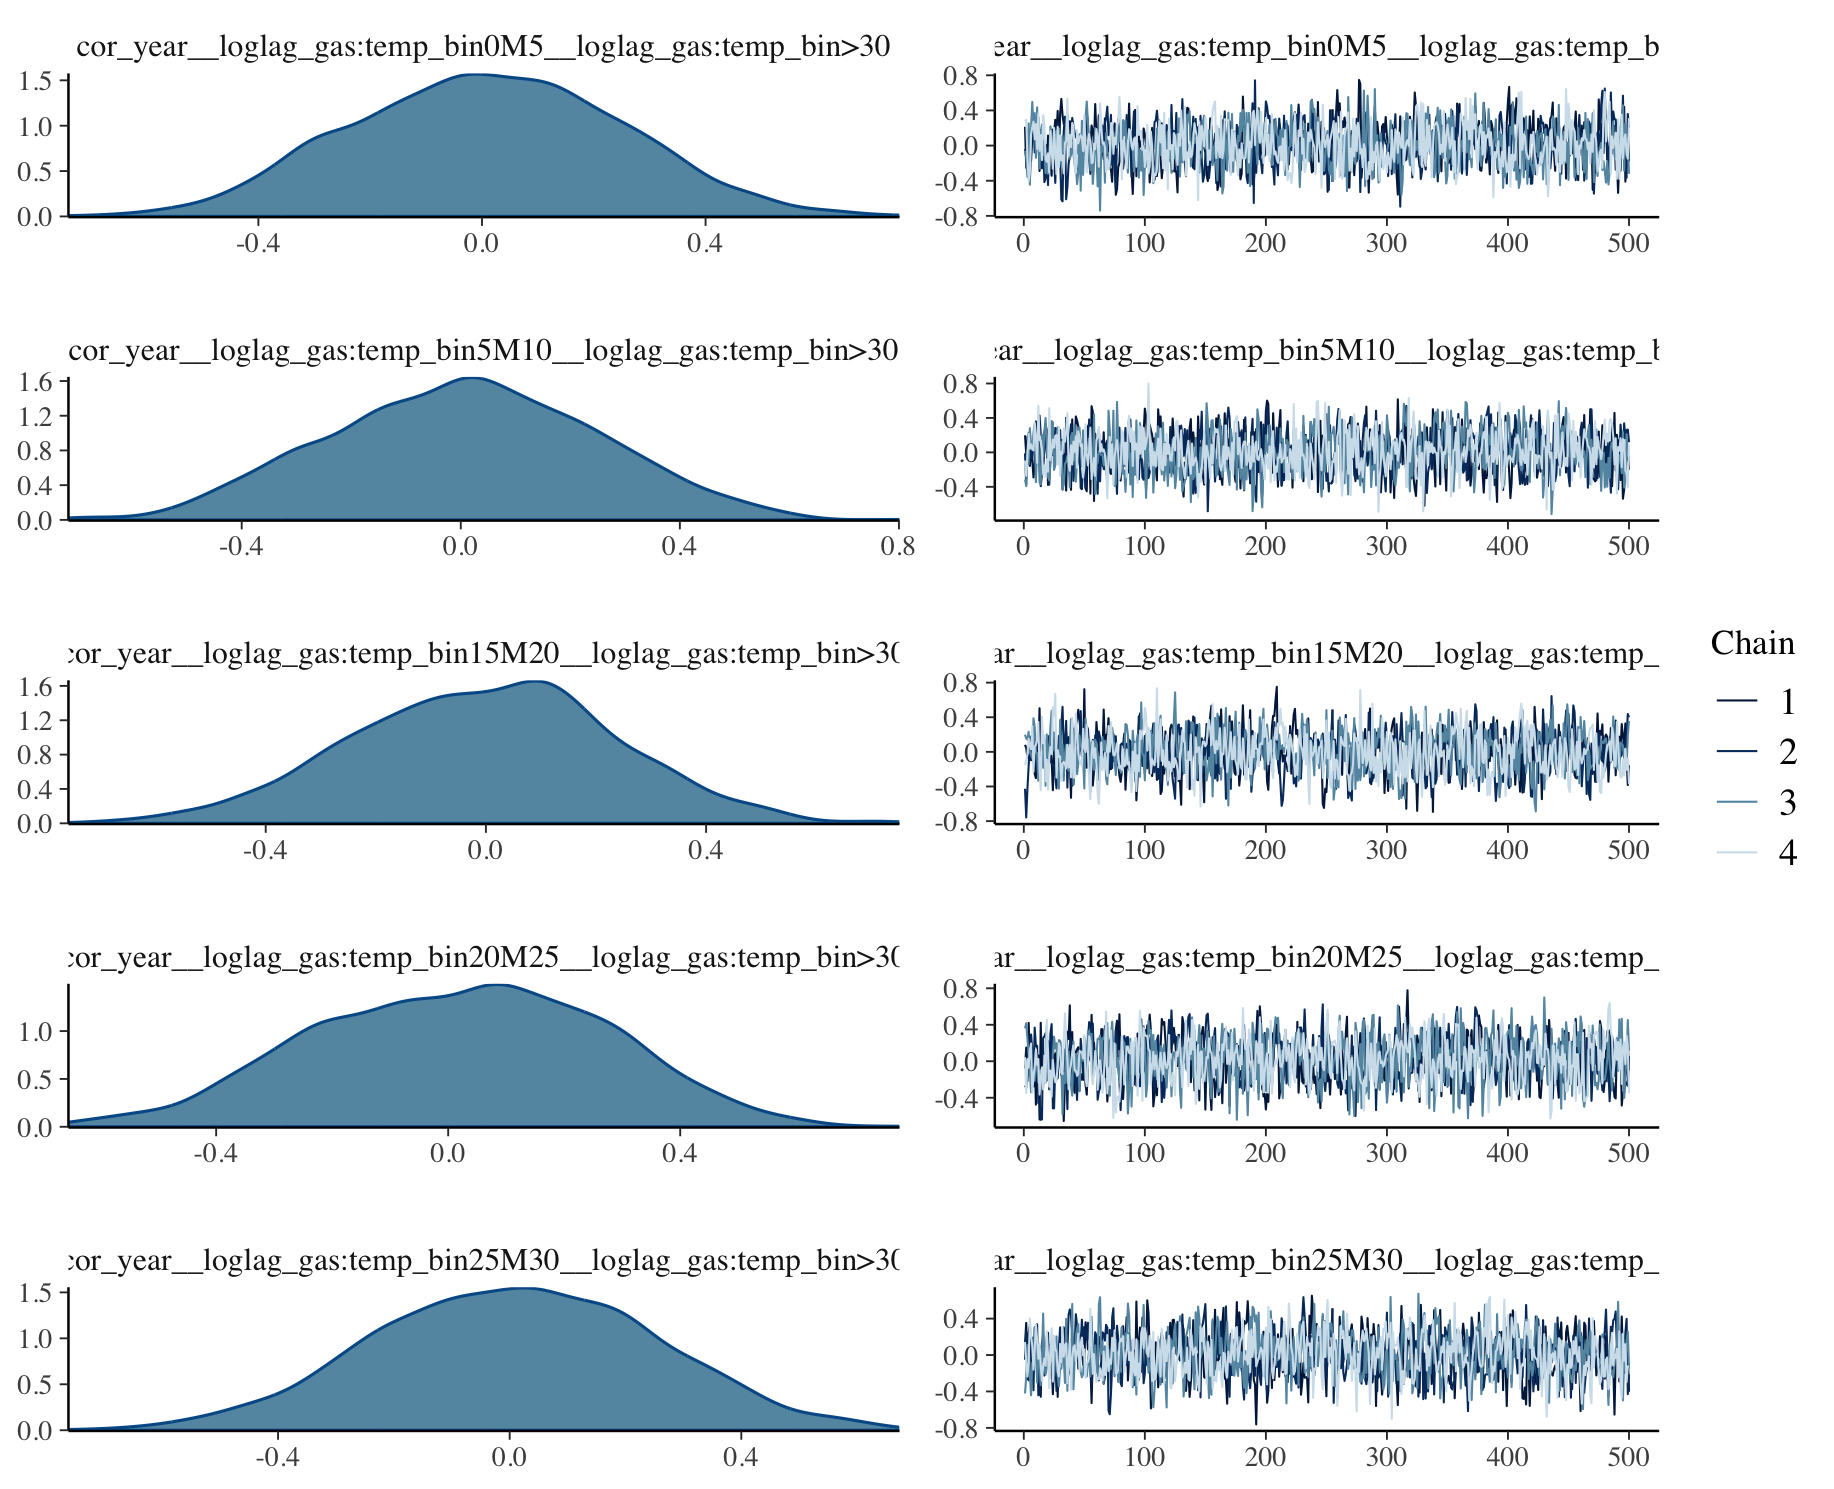 cor_year__loglag_gas:temp_bin0M5__loglag_gas:temp_bin>30
ear__loglag_gas:temp_bin0M5__loglag_gas:temp_b
1.5
1.0
0.5
0.0
-0.4 0.0 0.4
0.8
0.4
0.0
-0.4
-0.8
0 100 200 300 400 500
cor_year__loglag_gas:temp_bin5M10__loglag_gas:temp_bin>30
ar__loglag_gas:temp_bin5M10__loglag_gas:temp_b
1.6
1.2
0.8
0.4
0.0
-0.4 0.0 0.4 0.8
0.8
0.4
0.0
-0.4
0 100 200 300 400 500
cor_year__loglag_gas:temp_bin15M20__loglag_gas:temp_bin>30
ar__loglag_gas:temp_bin15M20__loglag_gas:temp_
1.6
1.2
0.8
0.4
0.0
-0.4 0.0 0.4
0.8
0.4
0.0
-0.4
-0.8
0 100 200 300 400 500
Chain
1
2
3
4
cor_year__loglag_gas:temp_bin20M25__loglag_gas:temp_bin>30
ar__loglag_gas:temp_bin20M25__loglag_gas:temp_
1.0
0.5
0.0
-0.4 0.0 0.4
0.8
0.4
0.0
-0.4
0 100 200 300 400 500
cor_year__loglag_gas:temp_bin25M30__loglag_gas:temp_bin>30
ar__loglag_gas:temp_bin25M30__loglag_gas:temp_
1.5
1.0
0.5
0.0
-0.4 0.0 0.4
0.4
0.0
-0.4
-0.8
0 100 200 300 400 500